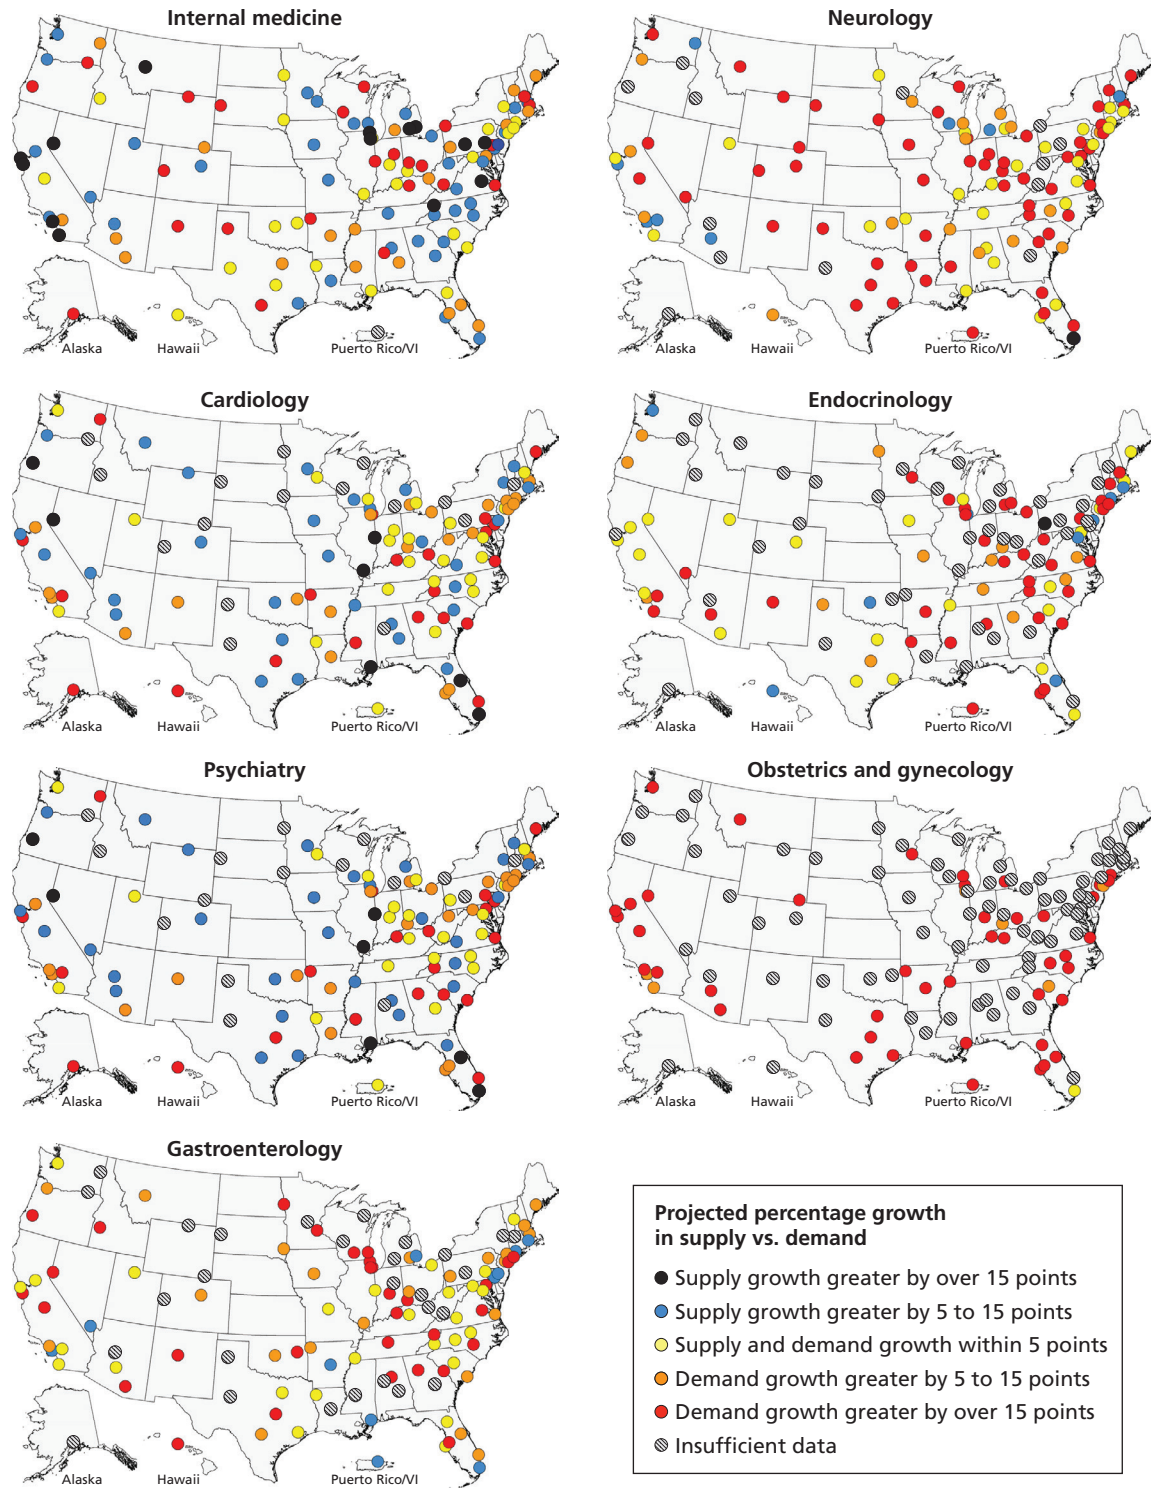 Internal medicine
Neurology
Alaska
Hawaii
Puerto Rico/VI
Alaska
Hawaii
Puerto Rico/VI
Cardiology
Endocrinology
Alaska
Hawaii
Puerto Rico/VI
Alaska
Hawaii
Puerto Rico/VI
Psychiatry
Obstetrics and gynecology
Alaska
Hawaii
Puerto Rico/VI
Alaska
Hawaii
Puerto Rico/VI
Gastroenterology
Alaska
Hawaii
Puerto Rico/VI
Projected percentage growth
in supply vs. demand
Supply growth greater by over 15 points
Supply growth greater by 5 to 15 points
Supply and demand growth within 5 points
Demand growth greater by 5 to 15 points
Demand growth greater by over 15 points
Insufficient data